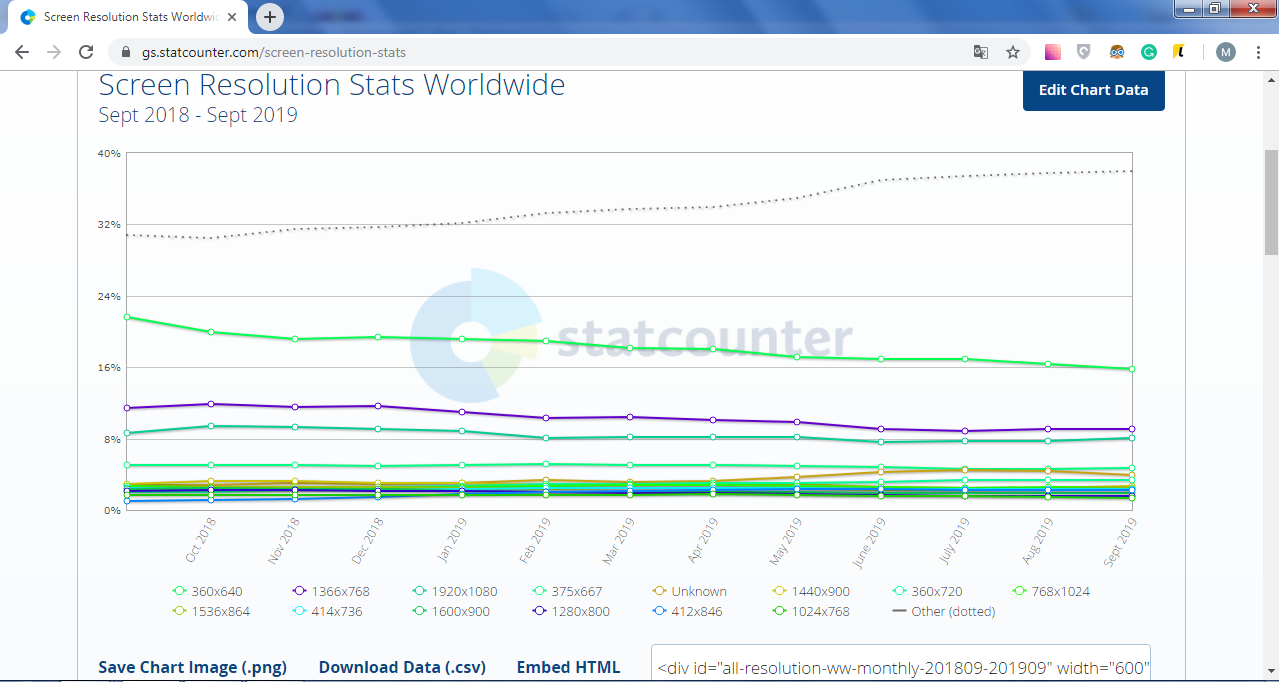 Screen Resolution Stats Worldwi
gs.statcounter.com/screen-resolution-stats
M
Screen Resolution Stats Worldwide
Edit Chart Data
Sept 2018 - Sept 2019
40%
32%
24%
statcounter
16%
8%
0%
Oct 2018 Nov 2018 Dec 2018 Jan 2019 Feb 2019 Mar 2019 Apr 2019 May 2019 June 2019 July 2019 Aug 2019 Sept 2019
360x640 1366x768 1920x1080 375x667 Unknown 1440x900 360x720 768x1024
1536x864 414x736 1600x900 1280x800 412x846 1024x768 Other (dotted)
Save Chart Image (.png) Download Data (.csv) Embed HTML <div id="all-resolution-ww-monthly-201809-201909" width="600"